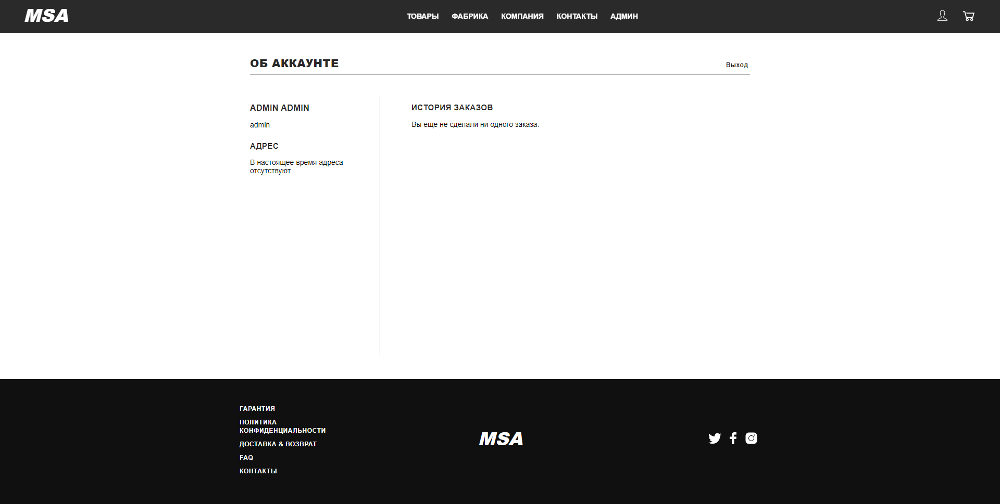 MSA
ТОВАРЫ ФАБРИКА КОМПАНИЯ КОНТАКТЫ АДМИН
ОБ АККАУНТЕ
Выход
ADMIN ADMIN
admin
АДРЕС
В настоящее время адреса
отсутствуют
ИСТОРИЯ ЗАКАЗОВ
Вы еще не сделали ни одного заказа.
ГАРАНТИЯ
ПОЛИТИКА
КОНФИДЕНЦИАЛЬНОСТИ
ДОСТАВКА & ВОЗВРАТ
FAQ
КОНТАКТЫ
MSA